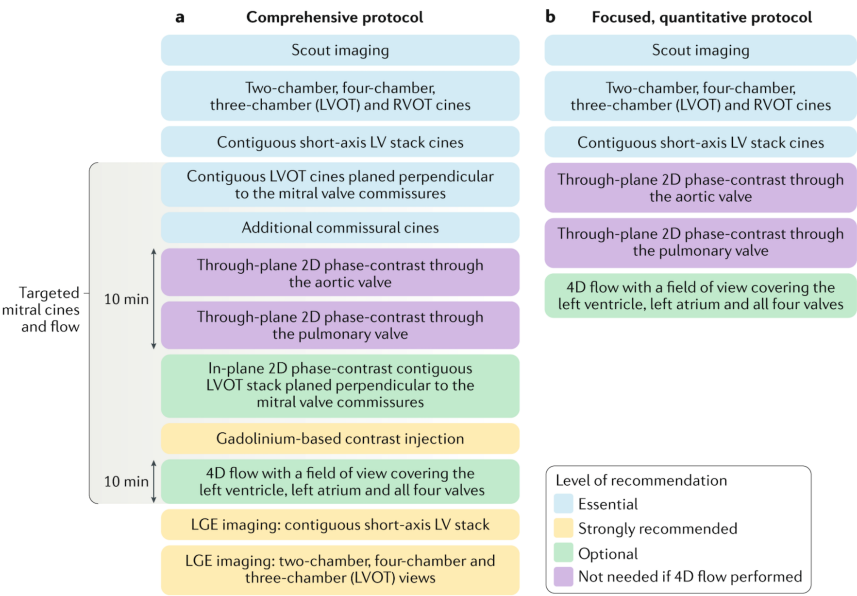 a Comprehensive protocol
Scout imaging
Two-chamber, four-chamber,
three-chamber (LVOT) and RVOT cines
Contiguous short-axis LV stack cines
Contiguous LVOT cines planed perpendicular
to the mitral valve commissures
Additional commissural cines
Through-plane 2D phase-contrast through
the aortic valve
Through-plane 2D phase-contrast through
the pulmonary valve
In-plane 2D phase-contrast contiguous
LVOT stack planed perpendicular to the
mitral valve commissures
Gadolinium-based contrast injection
4D flow with a field of view covering the
left ventricle, left atrium and all four valves
LGE imaging: contiguous short-axis LV stack
LGE imaging: two-chamber, four-chamber and
three-chamber (LVOT) views
Targeted
mitral cines
and flow
10 min
10 min
b Focused, quantitative protocol
Scout imaging
Two-chamber, four-chamber,
three-chamber (LVOT) and RVOT cines
Contiguous short-axis LV stack cines
Through-plane 2D phase-contrast through
the aortic valve
Through-plane 2D phase-contrast through
the pulmonary valve
4D flow with a field of view covering the
left ventricle, left atrium and all four valves
Level of recommendation
Essential
Strongly recommended
Optional
Not needed if 4D flow performed